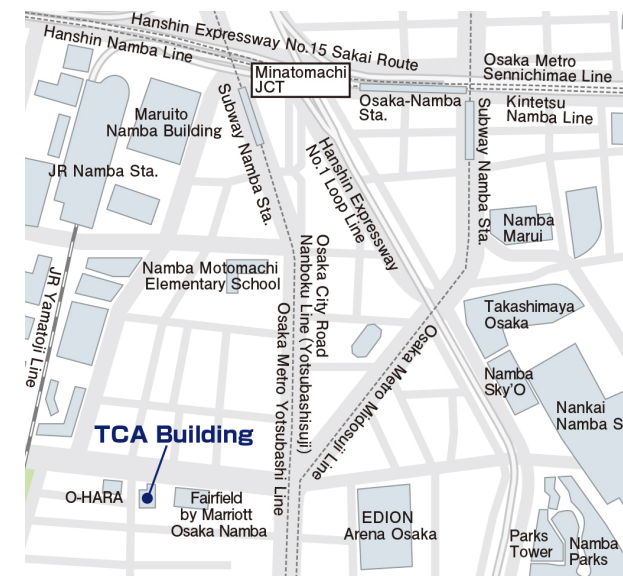 Hanshin Expressway No.15 Sakai Route
Hanshin Namba Line
Minatomachi
JCT
Osaka Metro
Sennichimae Line
Osaka-Namba
Sta.
Kintetsu
Namba Line
Maruito
Namba Building
Subway Namba Sta.
Hanshin Expressway
No.1 Loop Line
Subway Namba Sta.
JR Namba Sta.
Namba
Marui
Namba Motomachi
Elementary School
Osaka City Road
Nanboku Line (Yotsubashisuji)
Osaka Metro Yotsubashi Line
JR Yamatoji Line
Takashimaya
Osaka
Osaka Metro Midosuji Line
Namba
Sky'O
Nankai
Namba S
TCA Building
O-HARA
Fairfield
by Marriott
Osaka Namba
EDION
Arena Osaka
Parks
Tower
Namba
Parks